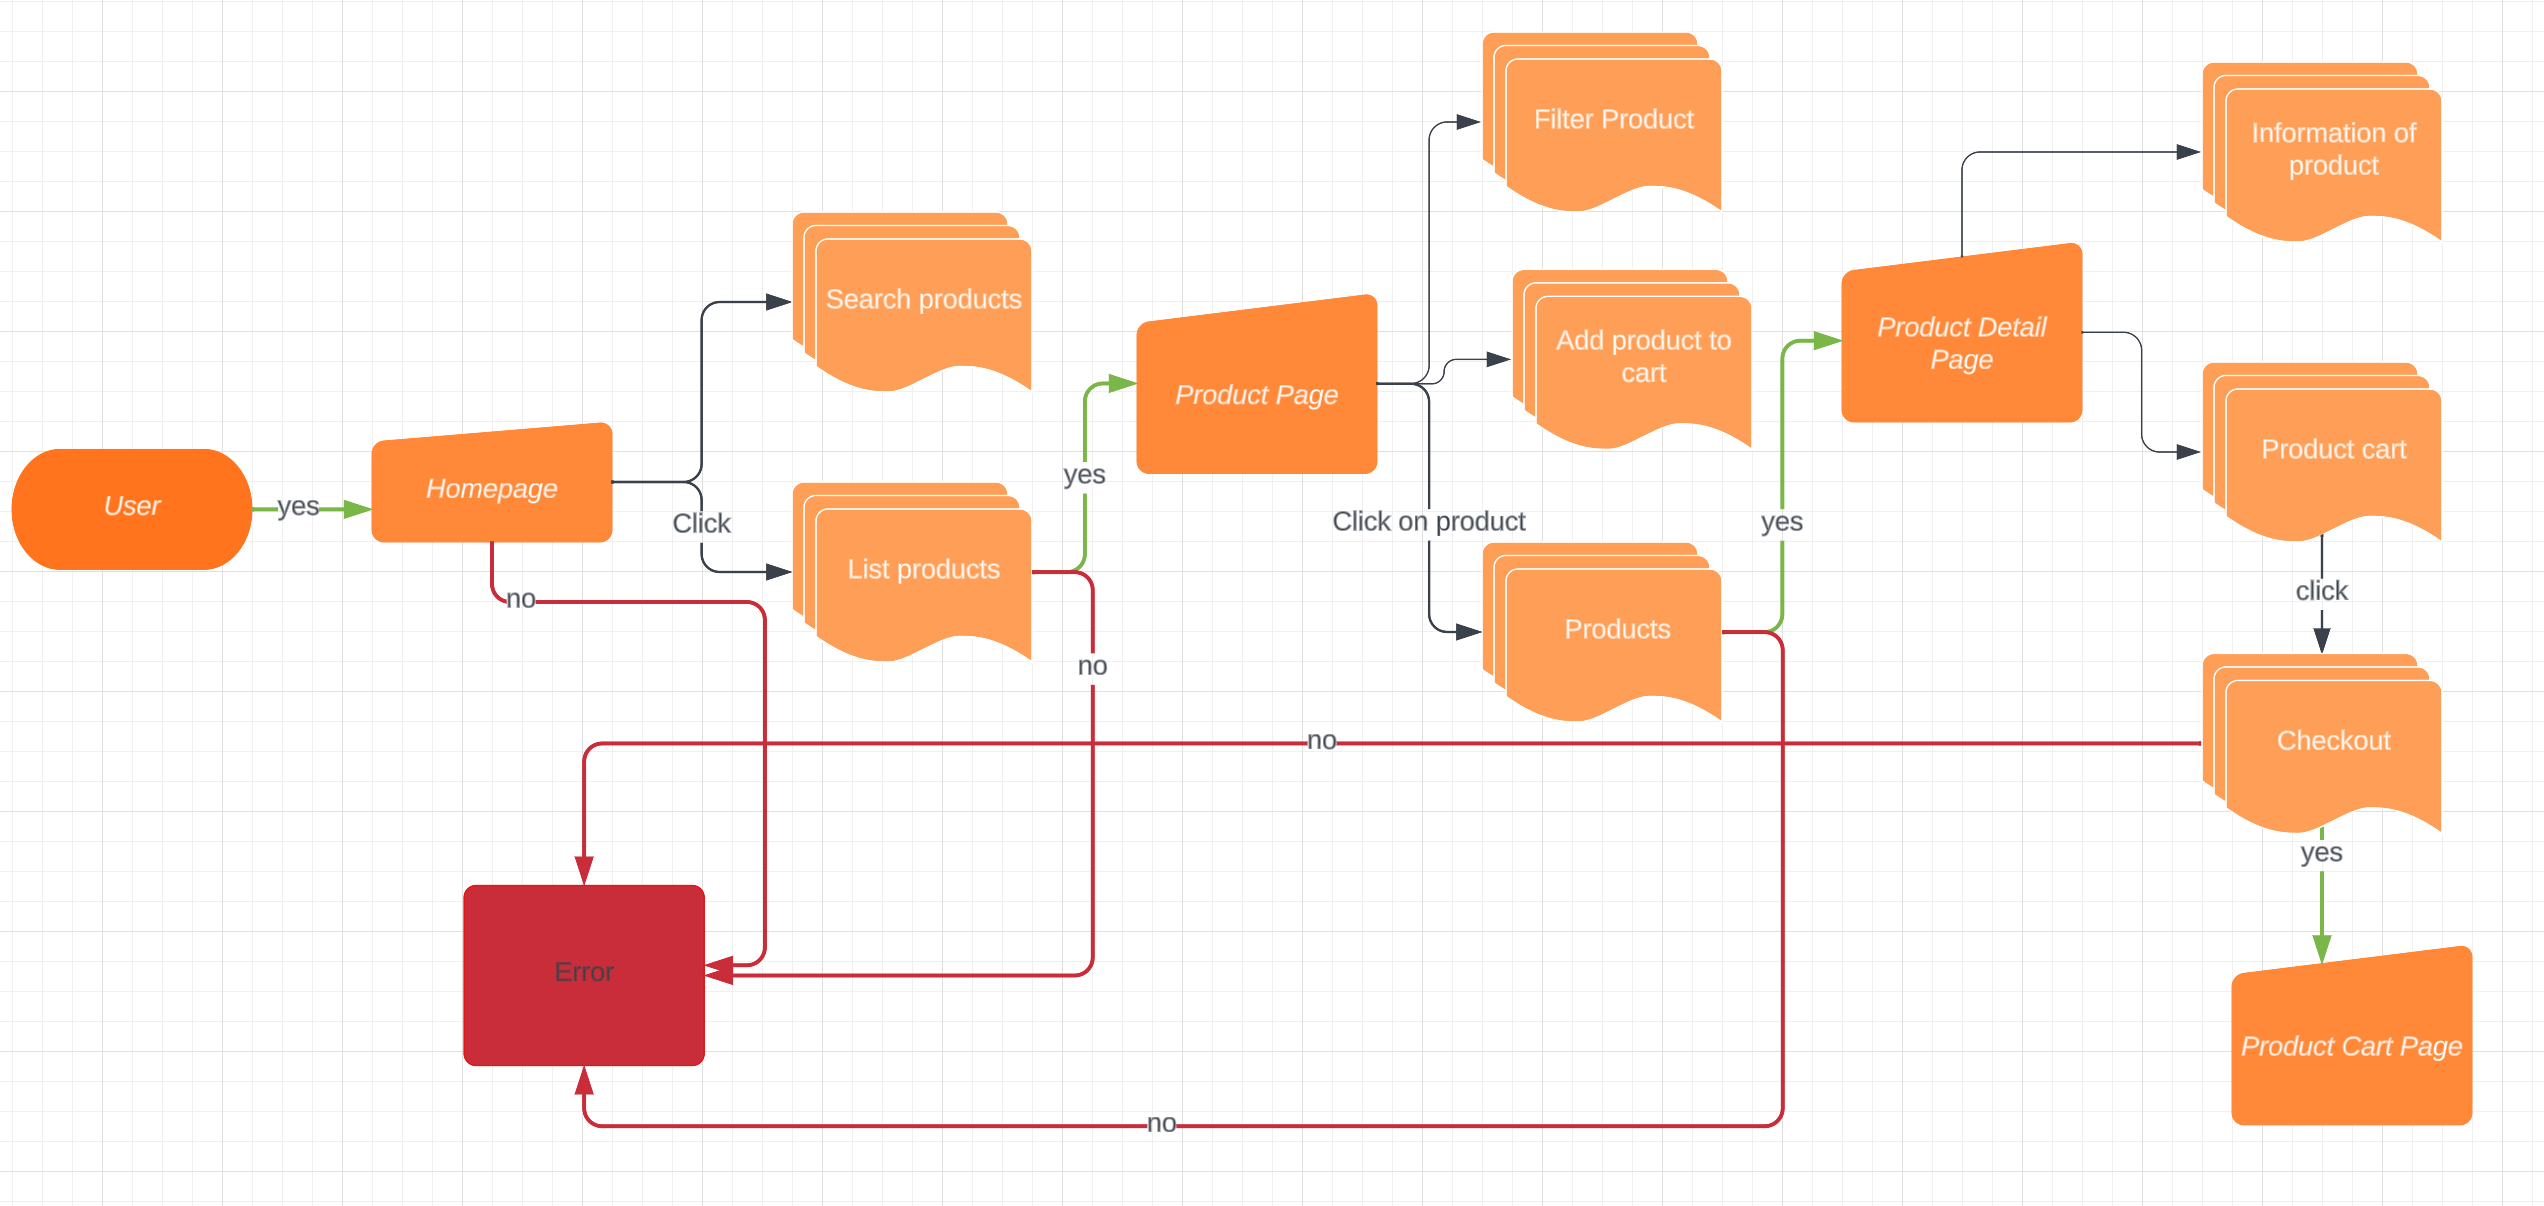 User
yes
Homepage
no
Click
Search products
List products
yes
no
Product Page
Click on product
Filter Product
Add product to
cart
Products
yes
Product Detail
Page
Information of
product
Product cart
click
Checkout
no
yes
Product Cart Page
Error
no